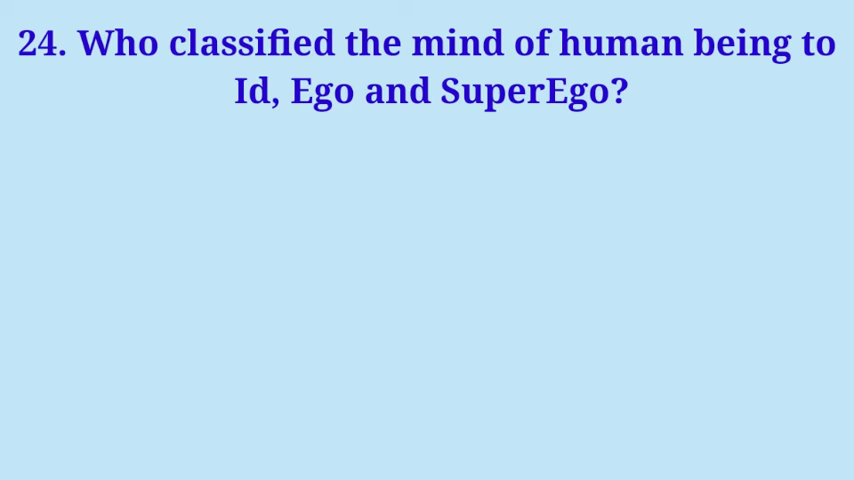 24. Who classified the mind of human being to
Id, Ego and SuperEgo?